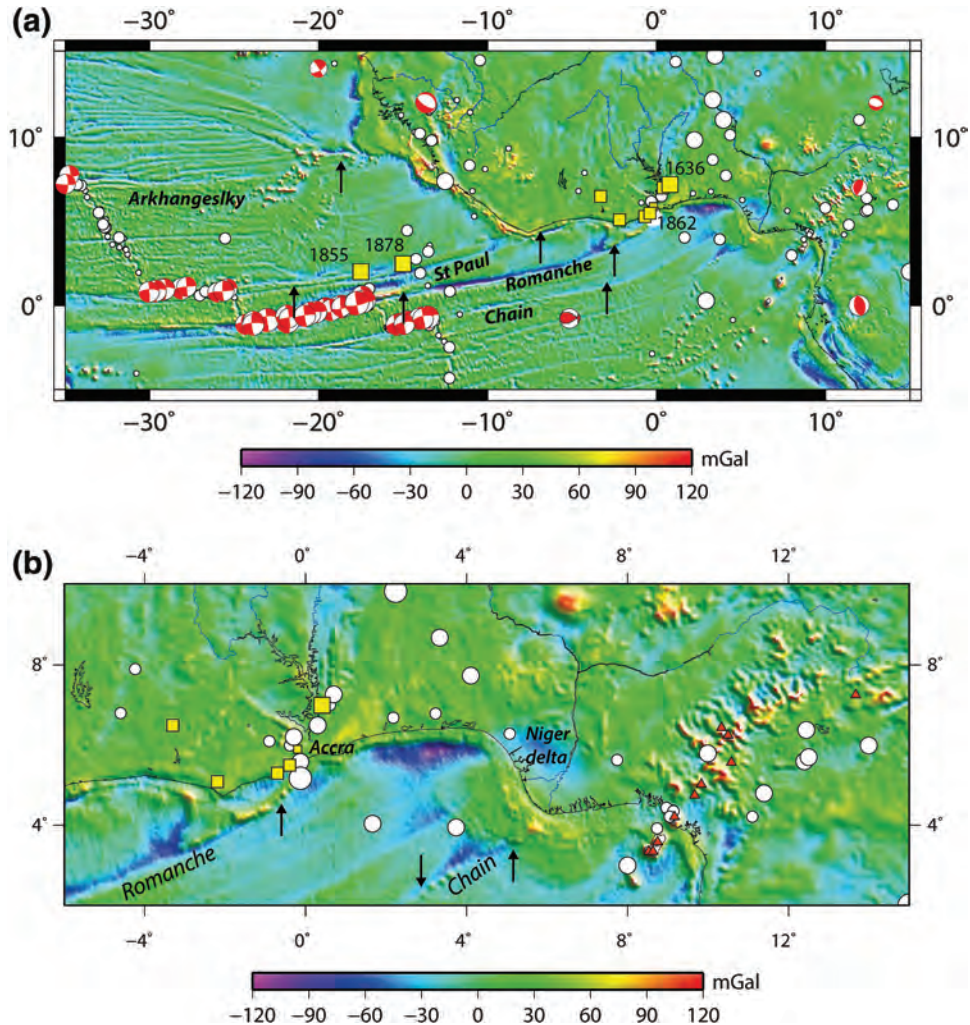 (a)
−30° −20° −10° 0° 10°
10° 10°
1636
Arkhangeslky
1862
1855 1878
St Paul
Romanche
Chain
0° 0°
−30° −20° −10° 0° 10°
mGal
−120 −90 −60 −30 0 30 60 90 120
(b)
−4° 0° 4° 8° 12°
8° 8°
Accra
Niger
delta
4° 4°
Romanche
Chain
−4° 0° 4° 8° 12°
mGal
−120 −90 −60 −30 0 30 60 90 120